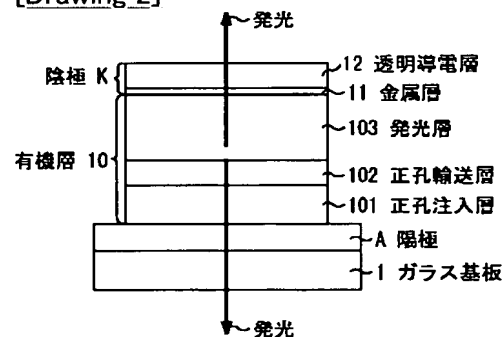 [Drawing 2]
発光
陰極 K
12 透明導電層
11 金属層
103 発光層
有機層 10
102 正孔輸送層
101 正孔注入層
A 陽極
1 ガラス基板
発光